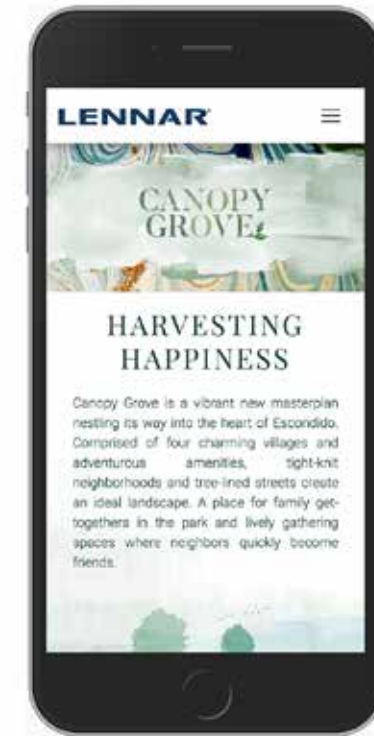 LENNAR
CANOPY
GROVE
HARVESTING
HAPPINESS
Canopy Grove is a vibrant new masterplan
nestling its way into the heart of Escondido.
Comprised of four charming villages and
adventurous amenities, tight-knit
neighborhoods and tree-lined streets create
an ideal landscape. A place for family get-
togethers in the park and lively gathering
spaces where neighbors quickly become
friends.